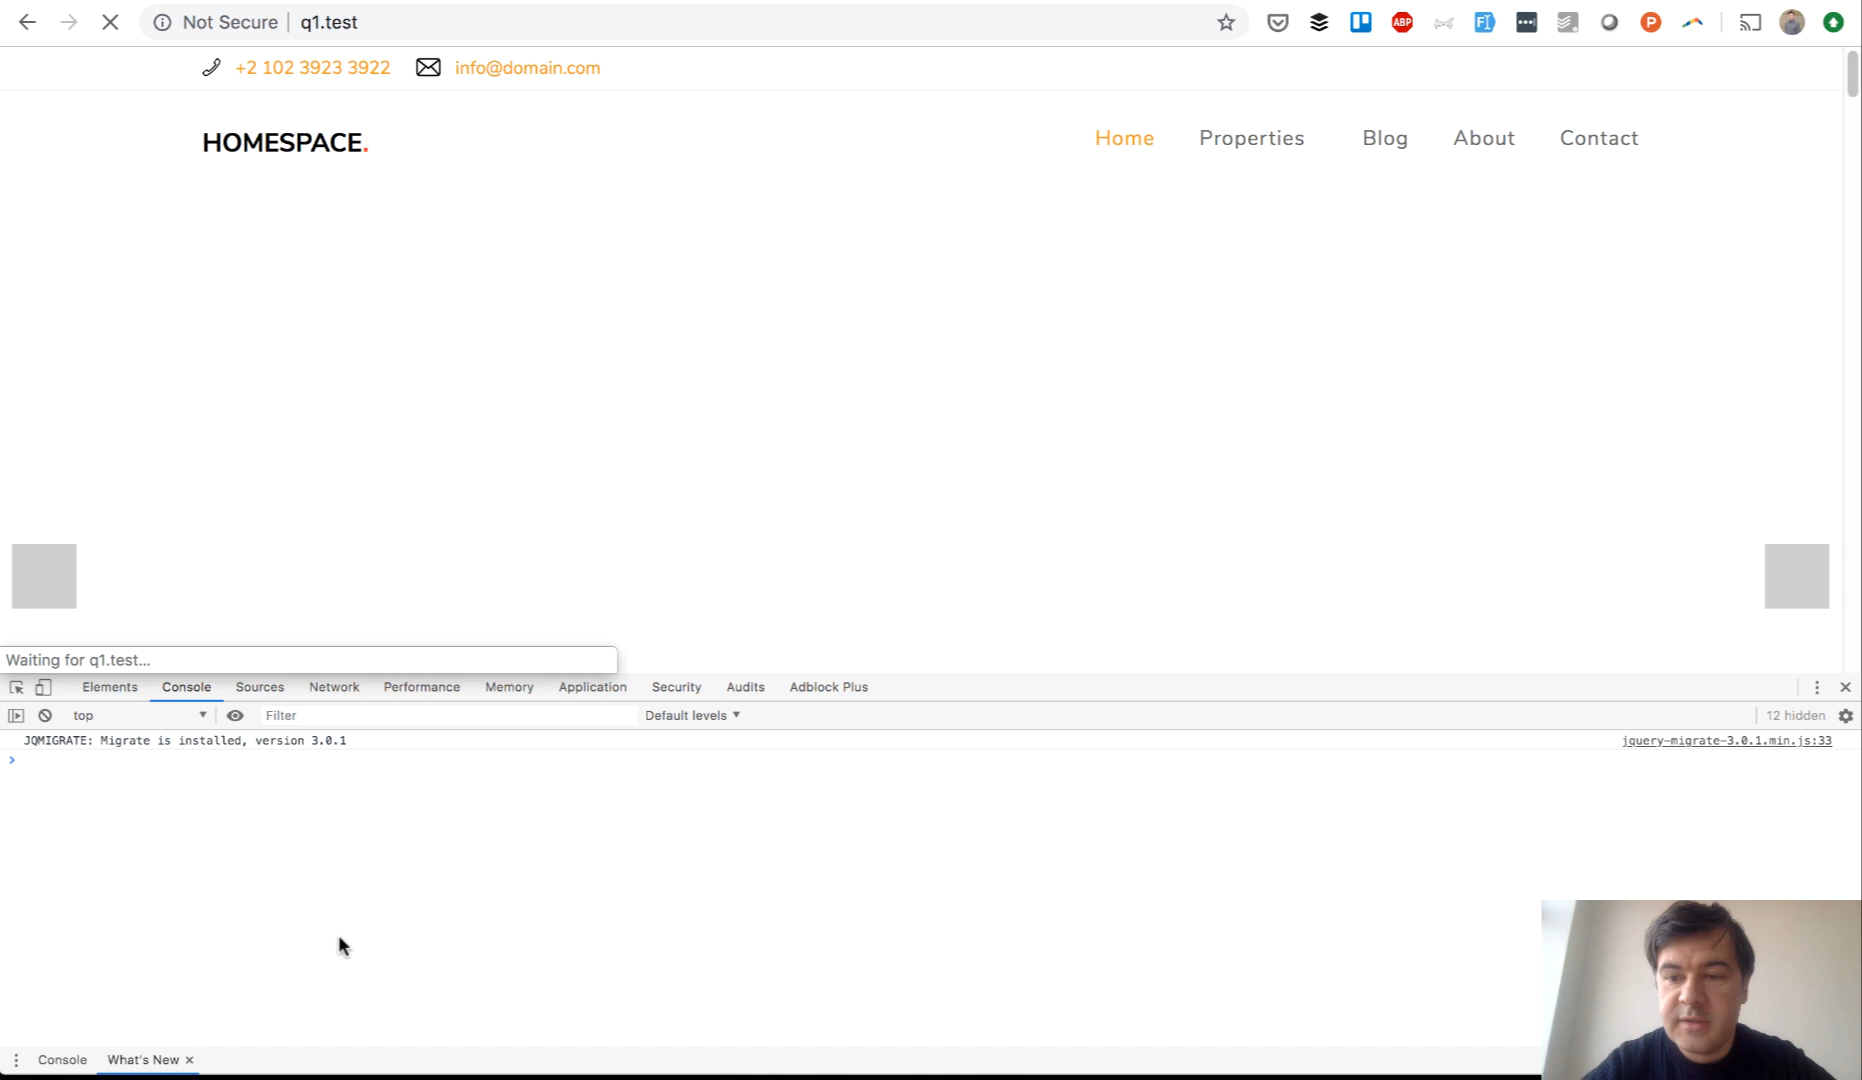 Not Secure | q1.test
ABP
P
+2 102 3923 3922 info@domain.com
HOMESPACE.
Home Properties Blog About Contact
Waiting for q1.test...
Elements Console Sources Network Performance Memory Application Security Audits Adblock Plus
top Filter Default levels 12 hidden
JQMIGRATE: Migrate is installed, version 3.0.1 jquery-migrate-3.0.1.min.js:33
Console What's New